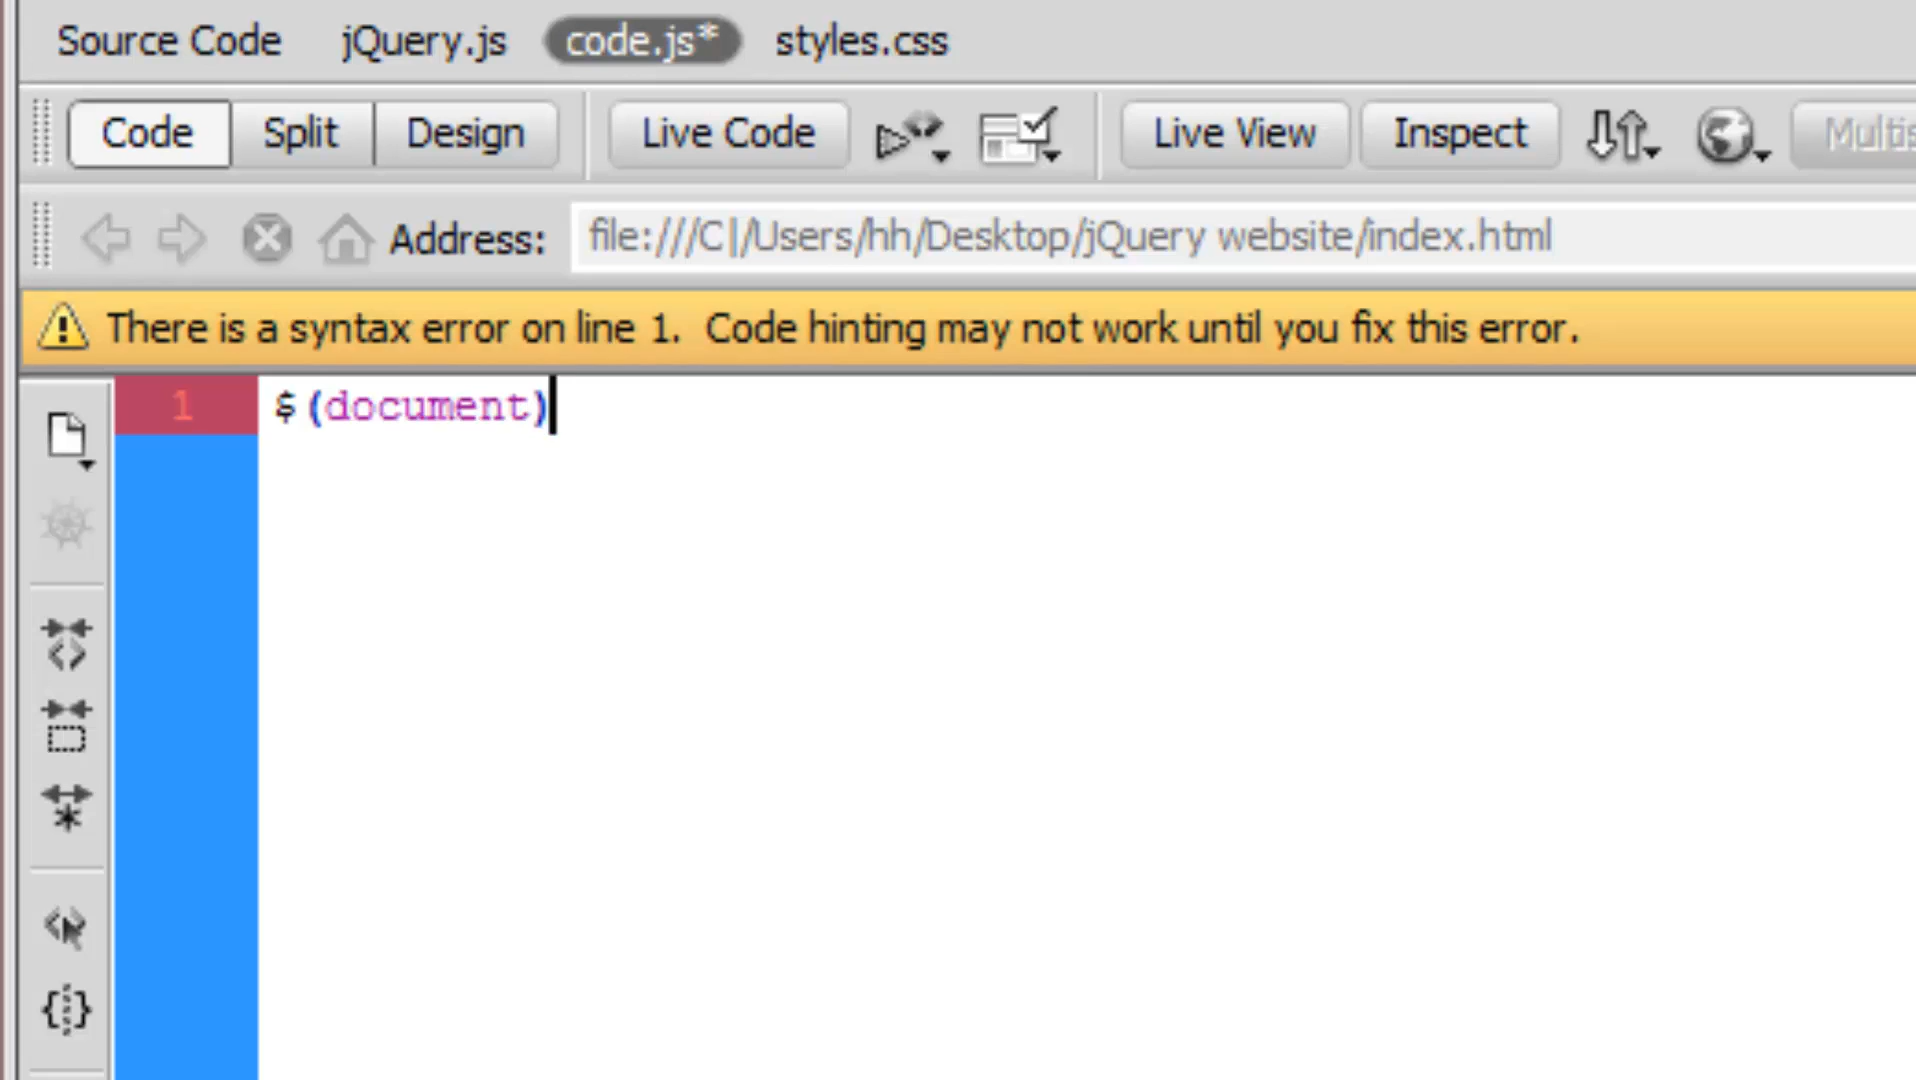 Source Code jQuery.js code.js* styles.css
Code Split Design Live Code Live View Inspect
Address: file:///C|/Users/hh/Desktop/jQuery website/index.html
There is a syntax error on line 1. Code hinting may not work until you fix this error.
1 $(document)